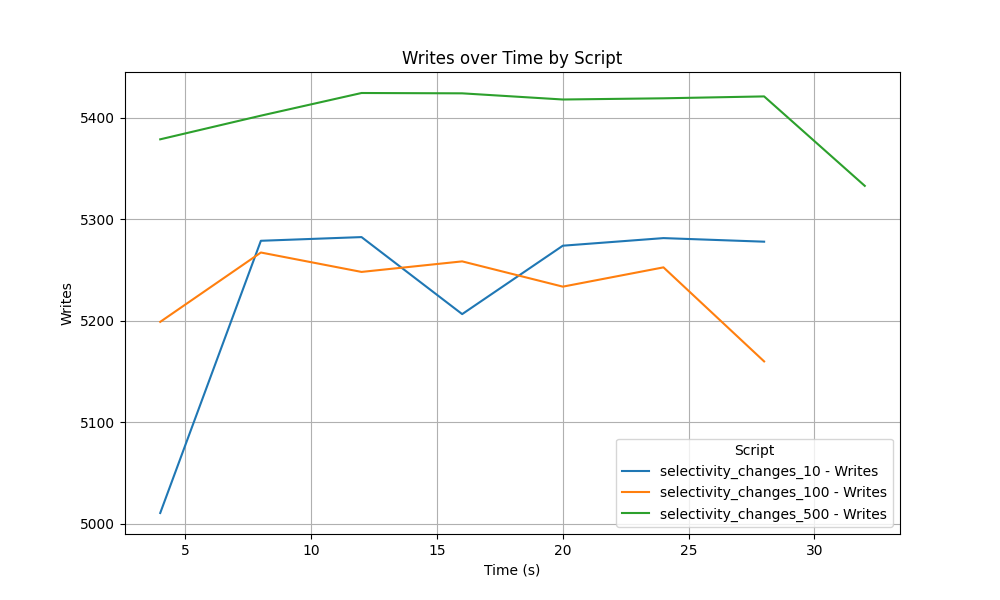 Writes over Time by Script
Writes
5400
5300
5200
5100
5000
5
10
15
20
25
30
Time (s)
Script
selectivity_changes_10 - Writes
selectivity_changes_100 - Writes
selectivity_changes_500 - Writes